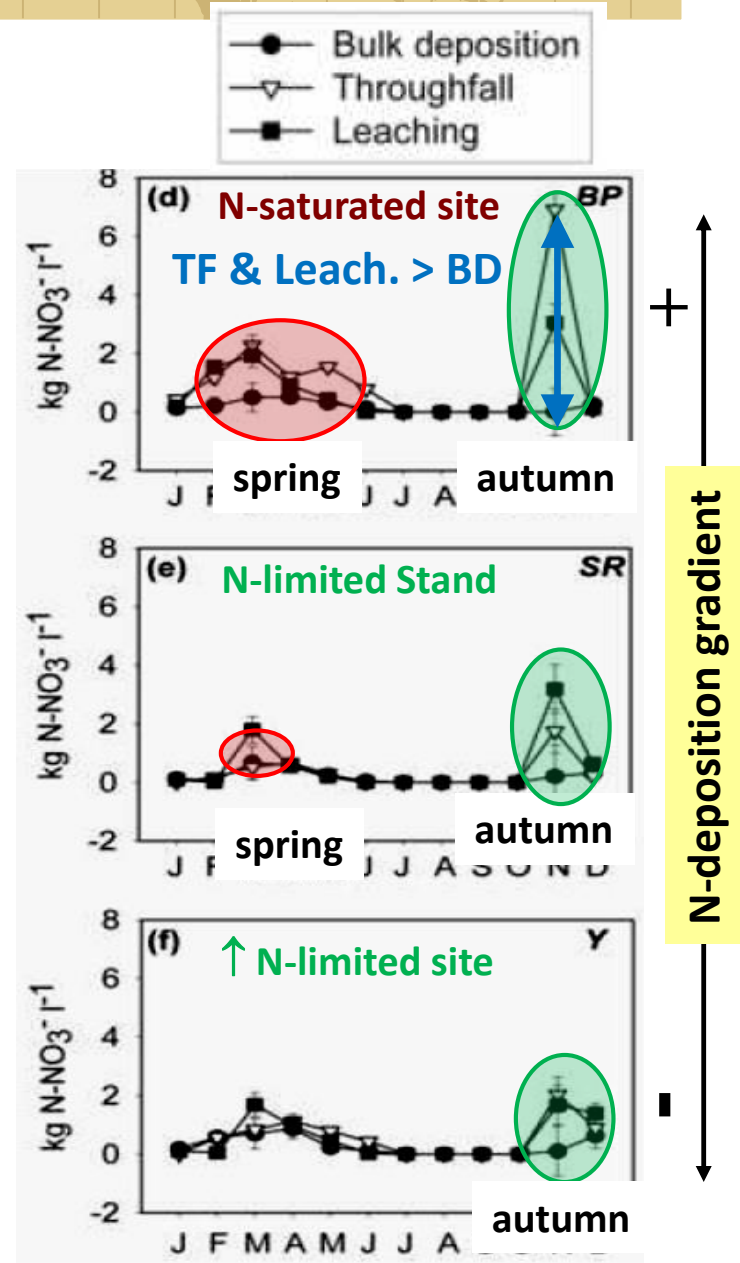 Bulk deposition
Throughfall
Leaching
8
6
4
2
0
-2
kg N-NO3- l-1
(d) N-saturated site BP
TF & Leach. > BD
+
spring
autumn
J F J J A
8
6
4
2
0
-2
kg N-NO3- l-1
(e) N-limited Stand SR
spring
autumn
J F J J A S O N D
8
6
4
2
0
-2
kg N-NO3- l-1
(f) ↑ N-limited site Y
-
autumn
J F M A M J J A
N-deposition gradient